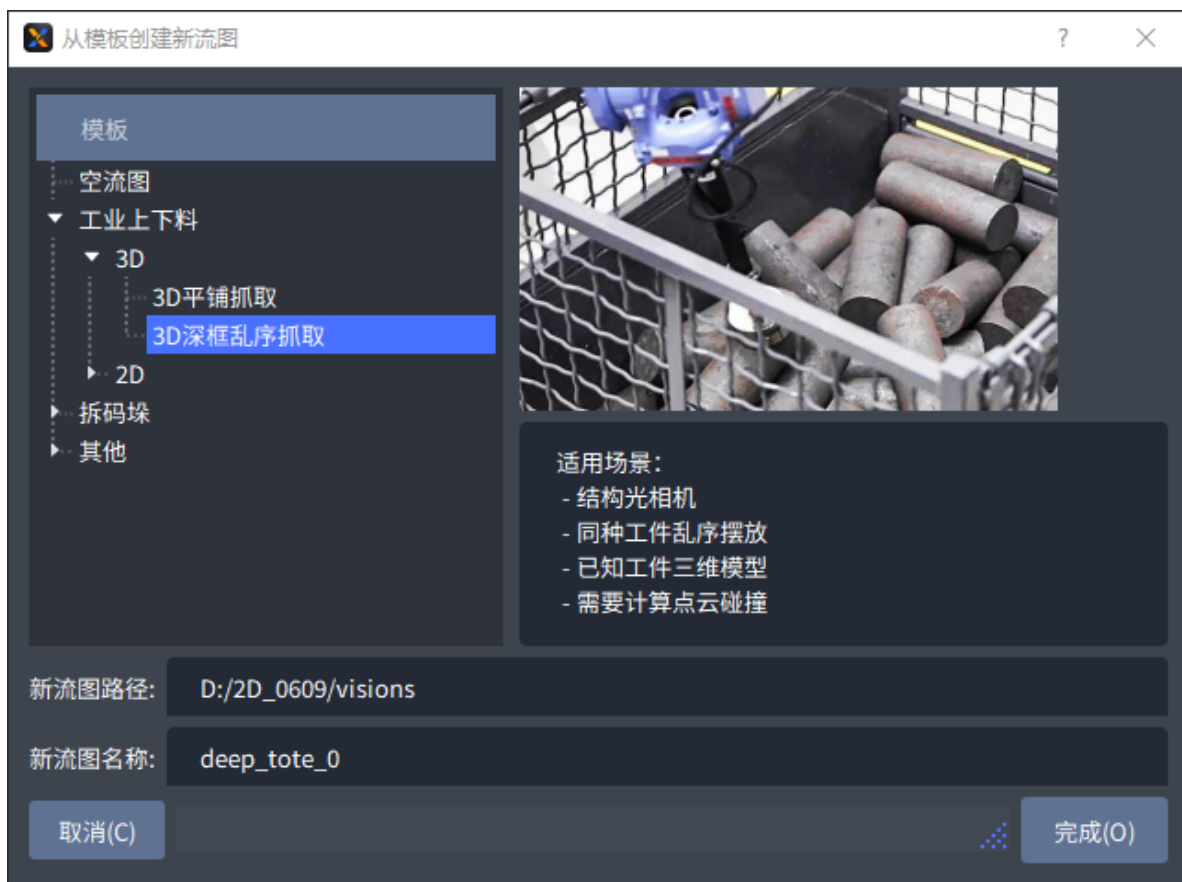 从模板创建新流图
?
模板
空流图
工业上下料
3D
3D平铺抓取
3D深框乱序抓取
2D
拆码垛
其他
适用场景：
- 结构光相机
- 同种工件乱序摆放
- 已知工件三维模型
- 需要计算点云碰撞
新流图路径: D:/2D_0609/visions
新流图名称: deep_tote_0
取消(C)
完成(O)